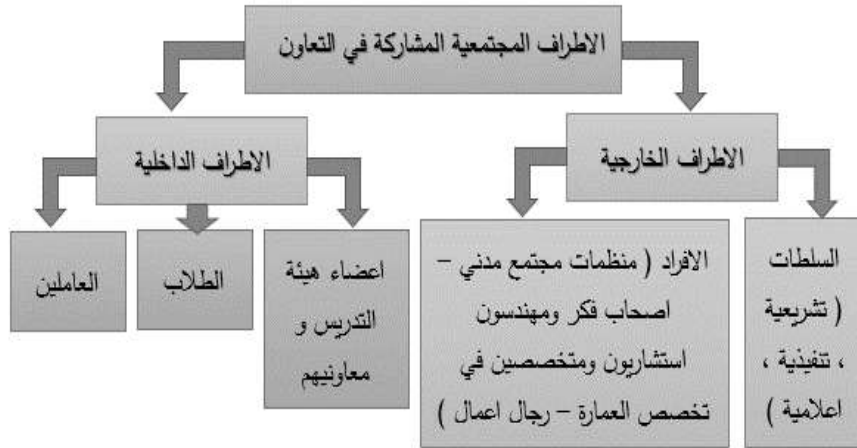 الاطراف المجتمعية المشاركة في التعاون
الاطراف الخارجية
الاطراف الداخلية
السلطات
( تشريعية
، تنفيذية ،
اعلامية )
الافراد ( منظمات مجتمع مدني –
اصحاب فكر ومهندسون
استشاريون ومتخصصين في
تخصص العمارة – رجال اعمال )
اعضاء هيئة
التدريس و
معاونيهم
الطلاب
العاملين